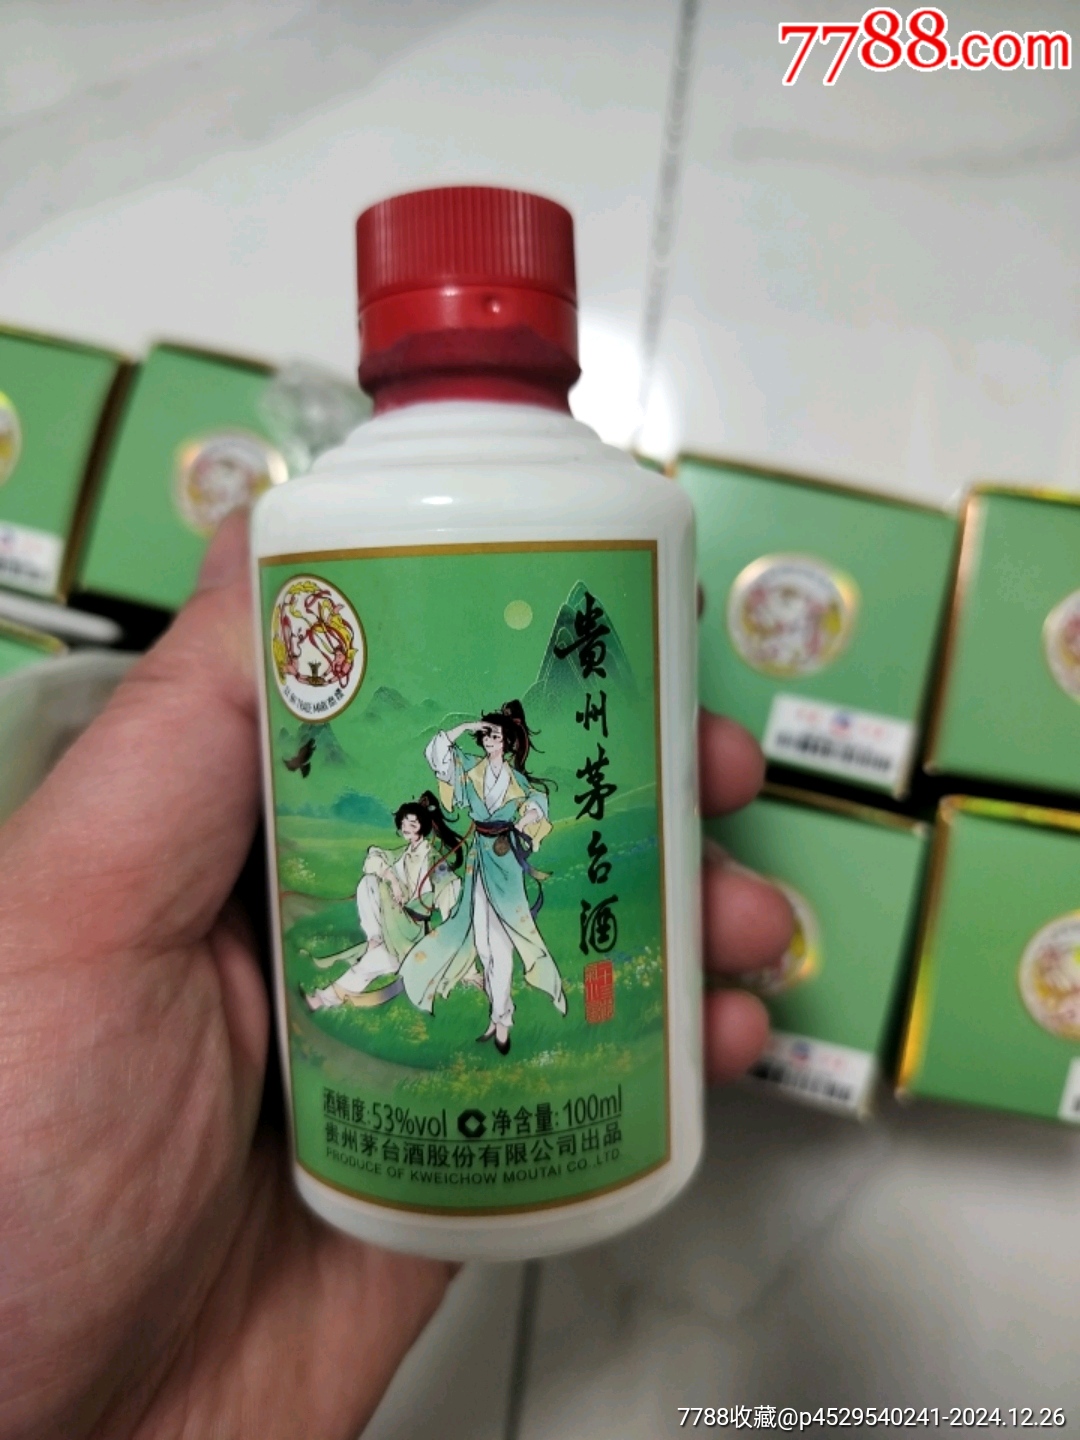 7788.com
贵州茅台酒
酒精度:53%vol 净含量:100ml
贵州茅台酒股份有限公司出品
PRODUCE OF KWEICHOW MOUTAI CO.,LTD.
7788收藏@p4529540241-2024.12.26